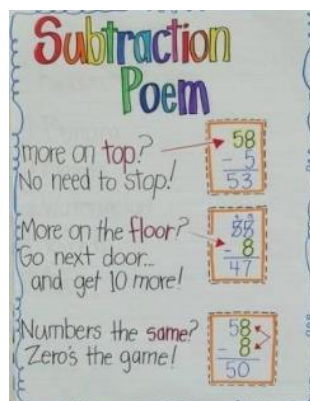 Subtraction
Poem
more on top?
No need to stop!
58
- 5
53
More on the floor?
Go next door...
and get 10 more!
- 8
47
Numbers the same?
Zero's the game!
58
- 8
50